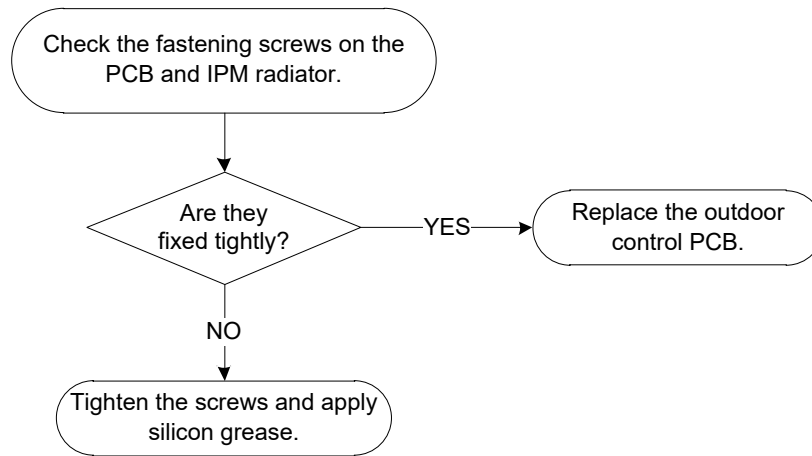 Check the fastening screws on the
PCB and IPM radiator.
Are they
fixed tightly?
YES
Replace the outdoor
control PCB.
NO
Tighten the screws and apply
silicon grease.